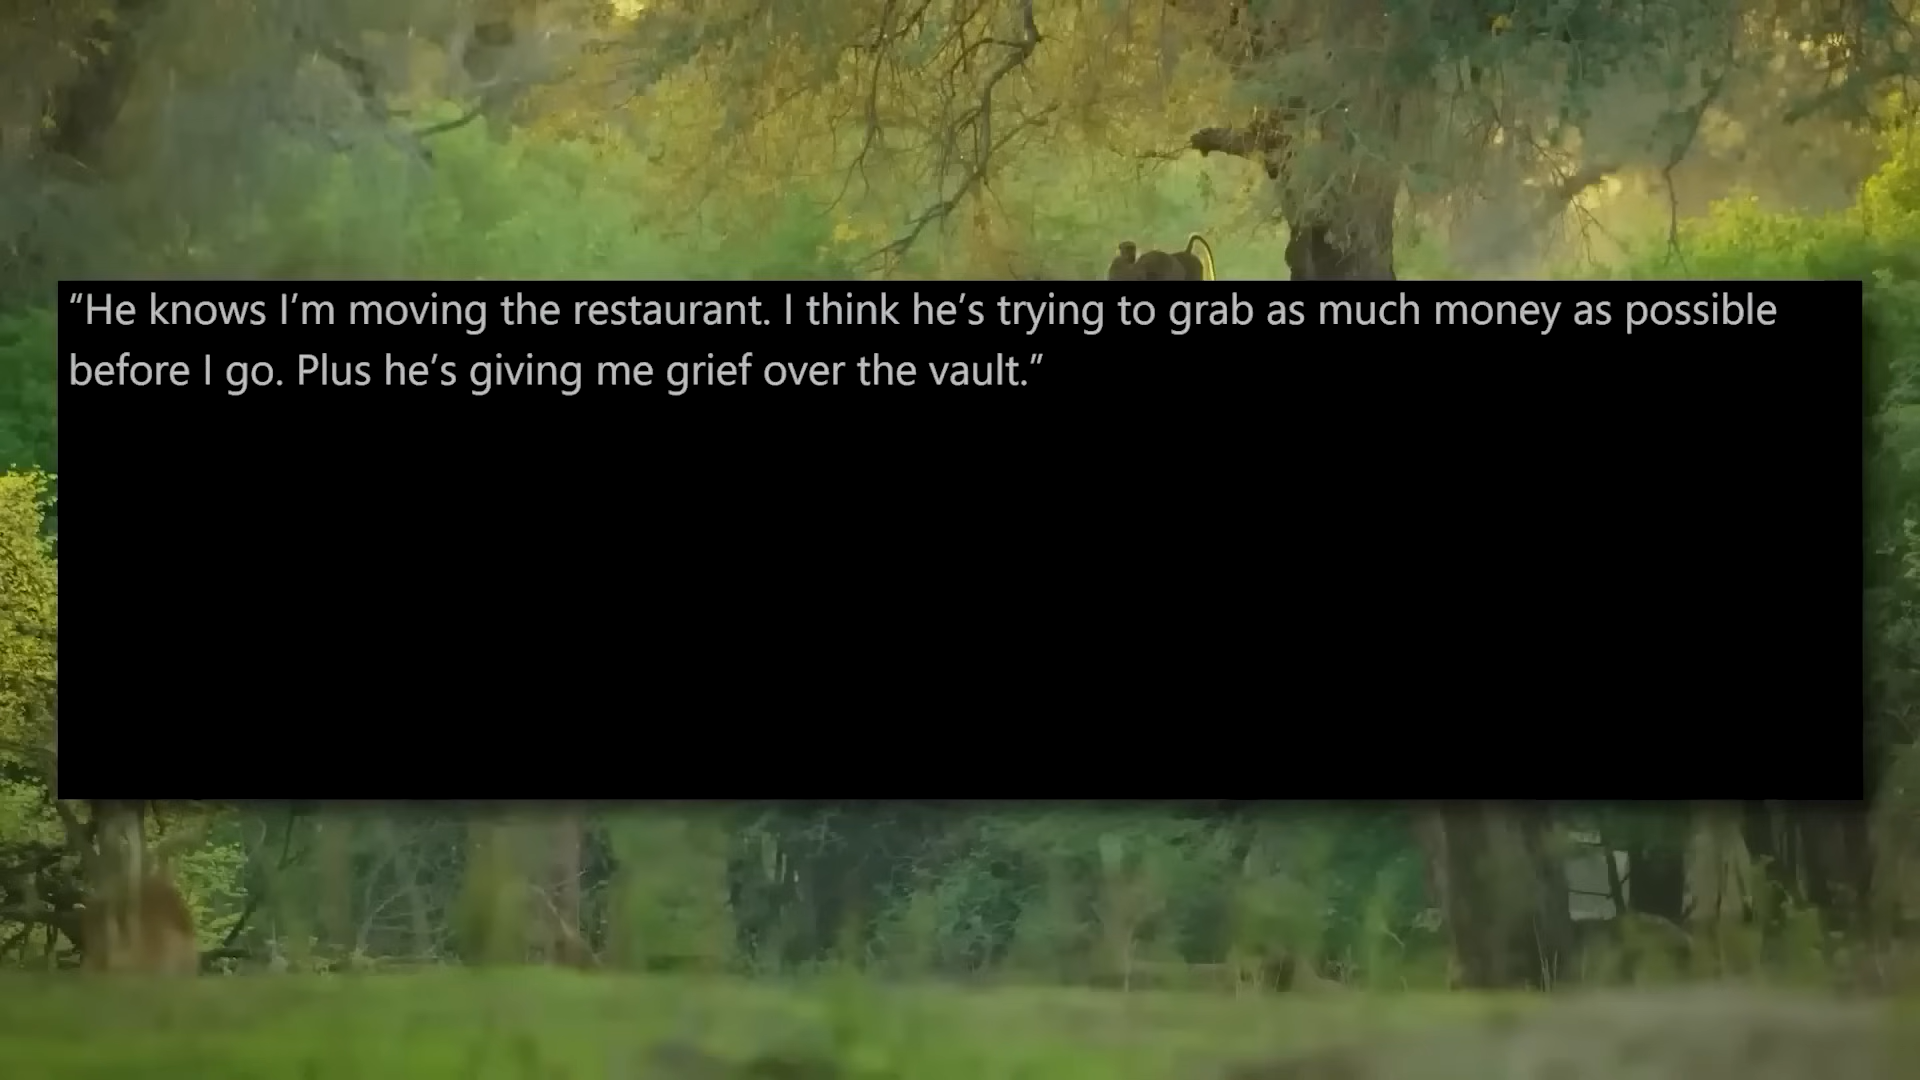 “He knows I’m moving the restaurant. I think he’s trying to grab as much money as possible
before I go. Plus he’s giving me grief over the vault.”